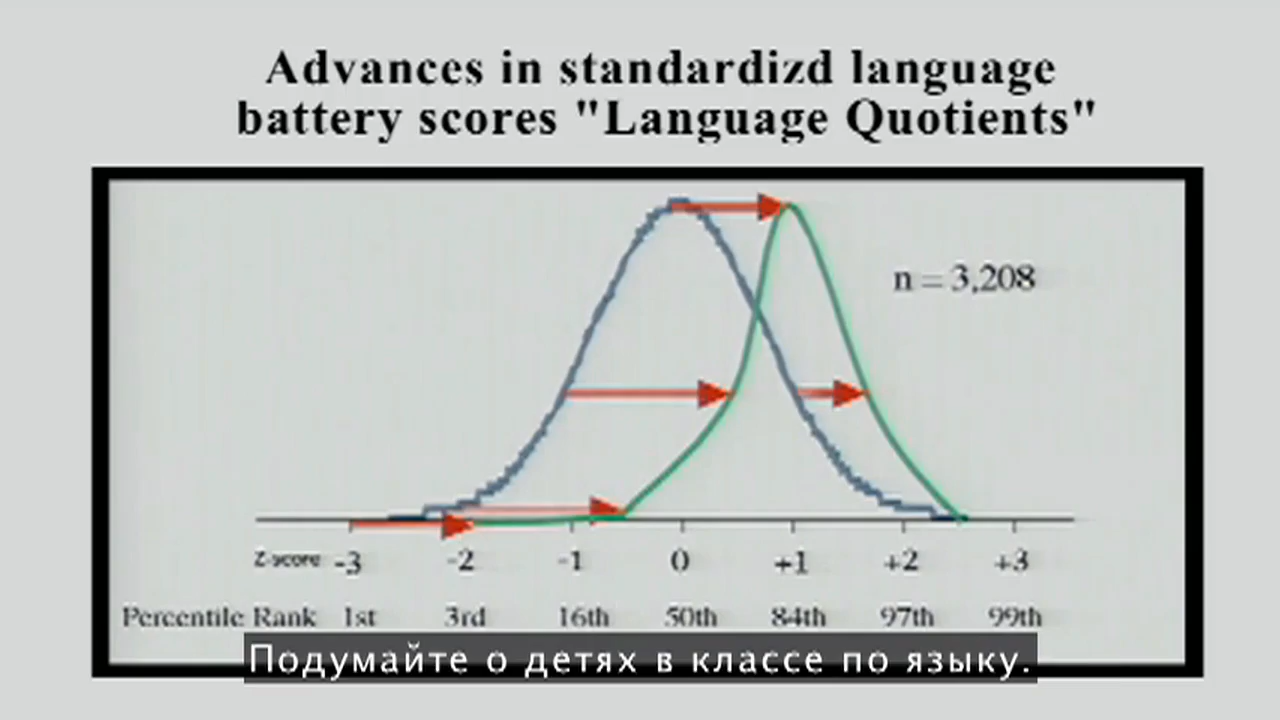 Advances in standardizd language
battery scores "Language Quotients"
n = 3,208
Z-score -3 -2 -1 0 +1 +2 +3
Percentile Rank 1st 3rd 16th 50th 84th 97th 99th
Подумайте о детях в классе по языку.